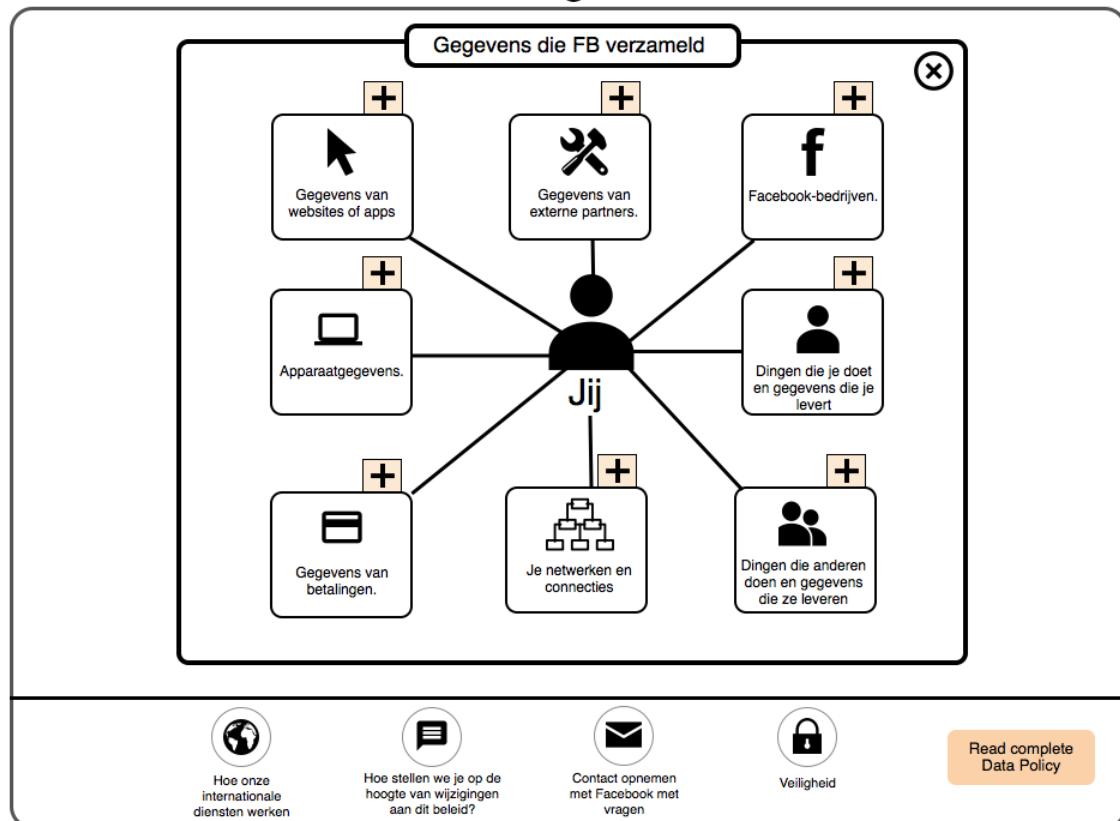 Gegevens die FB verzameld
Gegevens van
websites of apps
Gegevens van
externe partners.
Facebook-bedrijven.
Apparaatgegevens.
Jij
Dingen die je doet
en gegevens die je
levert
Gegevens van
betalingen.
Je netwerken en
connecties
Dingen die anderen
doen en gegevens
die ze leveren
Hoe onze
internationale
diensten werken
Hoe stellen we je op de
hoogte van wijzigingen
aan dit beleid?
Contact opnemen
met Facebook met
vragen
Veiligheid
Read complete
Data Policy